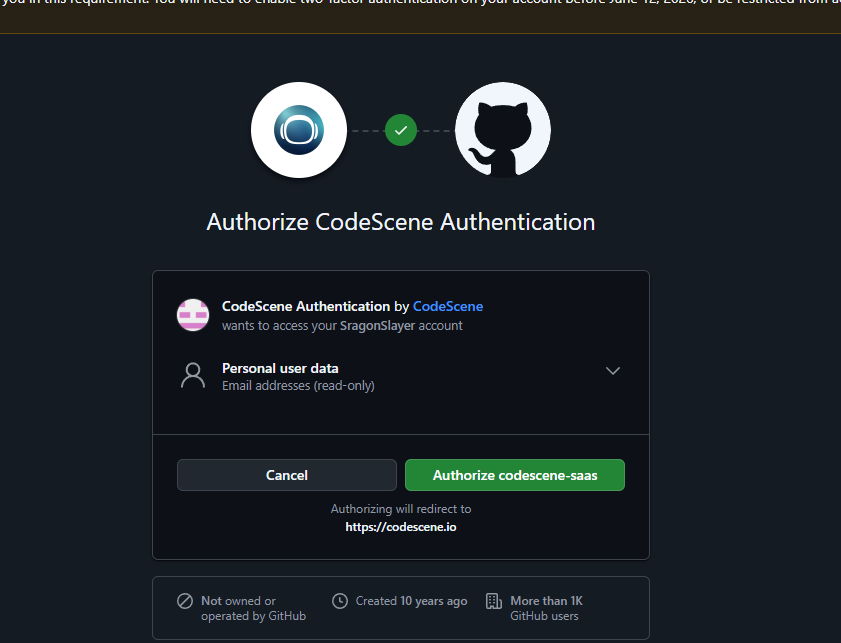 you in this requirement. You will need to enable two-factor authentication on your account before June 12, 2026, or be restricted from
Authorize CodeScene Authentication
CodeScene Authentication by CodeScene
wants to access your SragonSlayer account
Personal user data
Email addresses (read-only)
Cancel
Authorize codescene-saas
Authorizing will redirect to
https://codescene.io
Not owned or
operated by GitHub
Created 10 years ago
More than 1K
GitHub users